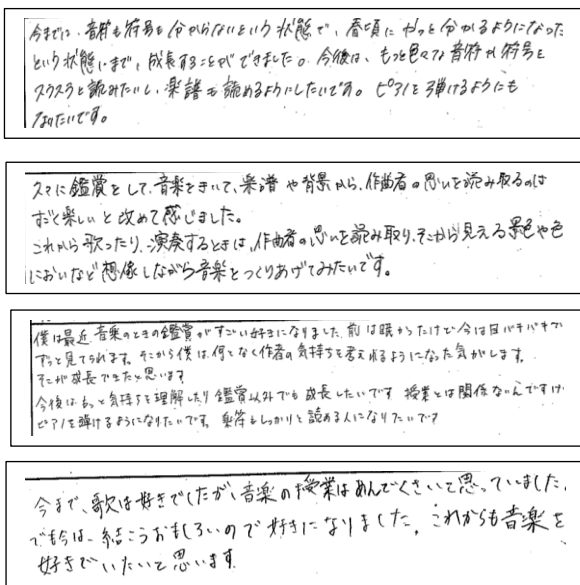 今までは、音符も符号も分からないという状態で、春頃にやっと分かるようになった
という状態にまで、成長することができました。今後は、もっと色々な音符や符号を
スラスラと読みたいし、楽譜も読めるようにしたいです。ピアノを弾けるようにも
なりたいです。
久々に鑑賞をして、音楽をきいて、楽譜や背景から、作曲者の思いを読み取るのは
すごく楽しいと改めて感じました。
これから歌ったり、演奏するときは、作曲者の思いを読み取り、そこから見える景色や色
においなど想像しながら音楽をつくりあげてみたいです。
僕は最近音楽のときの鑑賞がすごい好きになりました 前は眠かったけど今は目バチバチで
ずっと見てられます。そこから僕は何となく作者の気持ちを考えれるようになった気がします。
そこが成長できたと思います
今後はもっと気持ちを理解したり鑑賞以外でも成長したいです 授業とは関係ないんですけ
ピアノを弾けるようになりたいです。楽譜もしっかりと読める人になりたいです
今まで、歌は好きでしたが、音楽の授業はめんどくさいと思っていました。
でも今は、結こうおもしろいので好きになりました。これからも音楽を
好きでいたいと思います